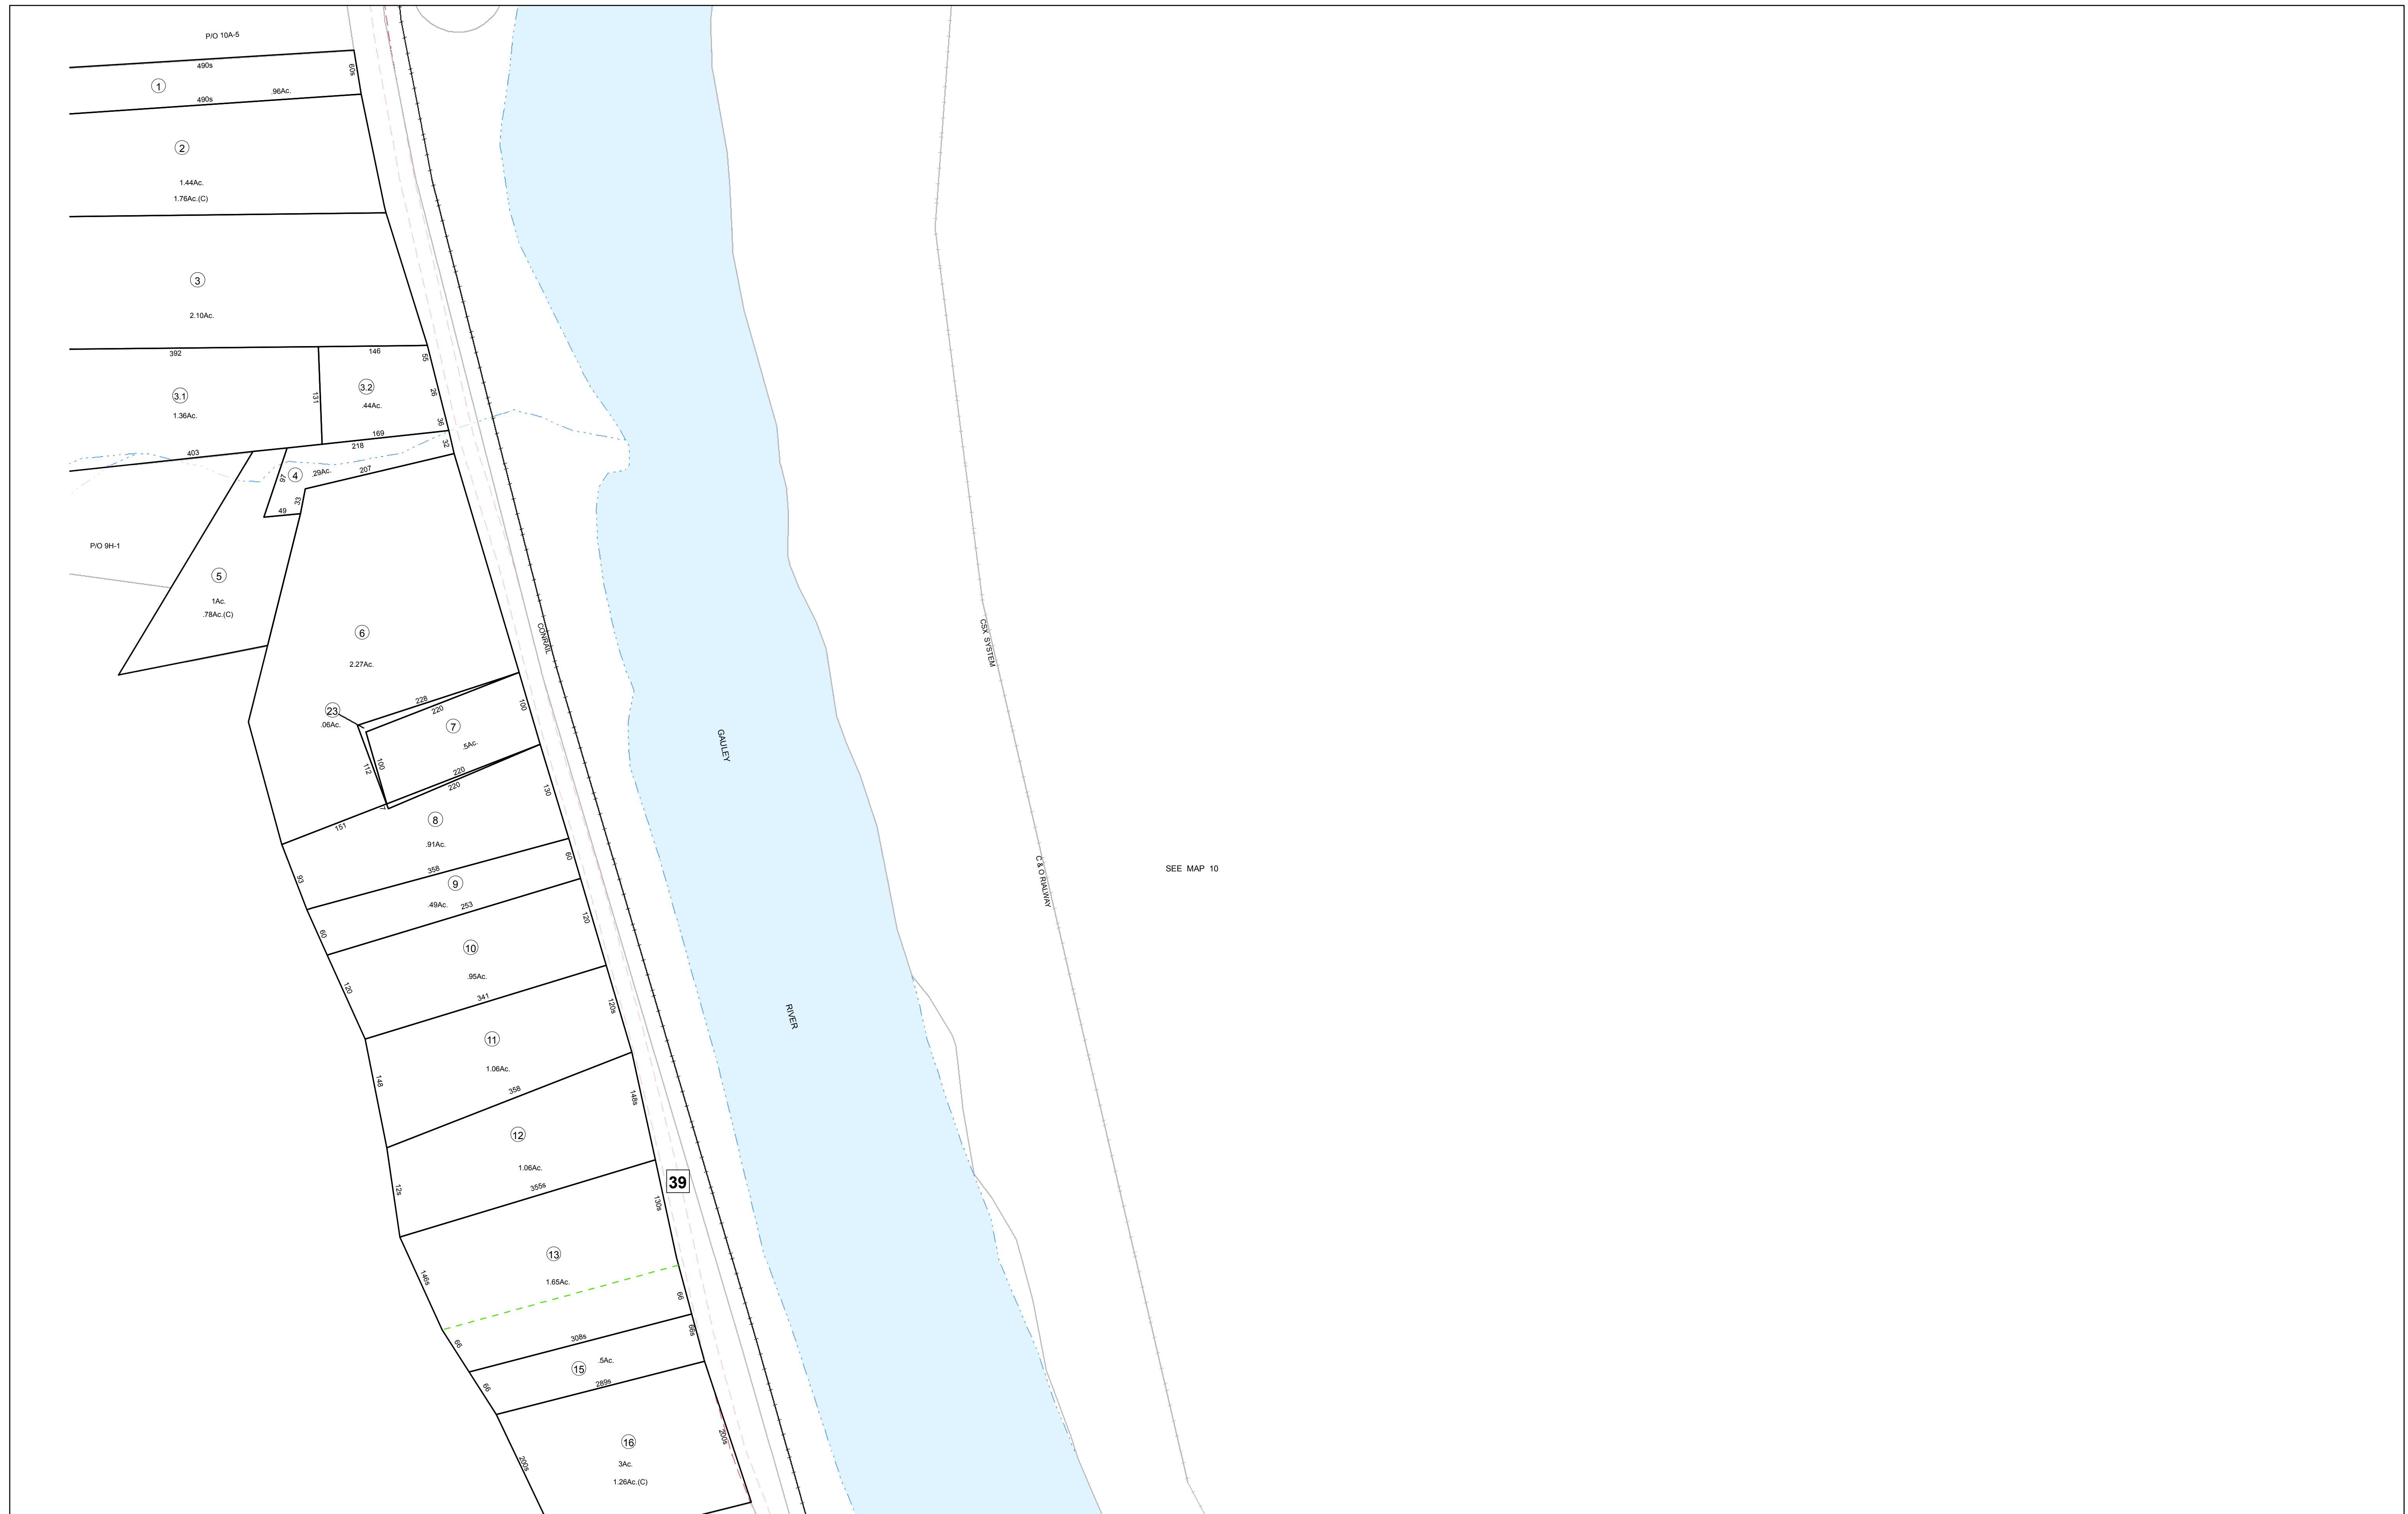 P/O 10A-5
490s
60s
1
.96Ac.
490s
2
1.44Ac.
1.76Ac.(C)
3
2.10Ac.
392
146
55
3.1
1.36Ac.
131
3.2
.44Ac.
26
36
169
32
218
403
4
.29Ac.
207
97
33
49
P/O 9H-1
5
1Ac.
.78Ac.(C)
6
2.27Ac.
CONRAIL
CSX SYSTEM
23
.06Ac.
228
220
100
7
.5Ac.
GAULEY
112
100
220
220
7
130
151
8
.91Ac.
C & O RIALWAY
SEE MAP 10
60
358
93
9
.49Ac.
253
60
120
10
.95Ac.
120
341
120s
RIVER
11
1.06Ac.
148
358
148s
12
1.06Ac.
12s
355s
39
130s
13
1.65Ac.
146s
66
66
308s
66s
15
.5Ac.
66
289s
16
3Ac.
1.26Ac.(C)
200s
200s